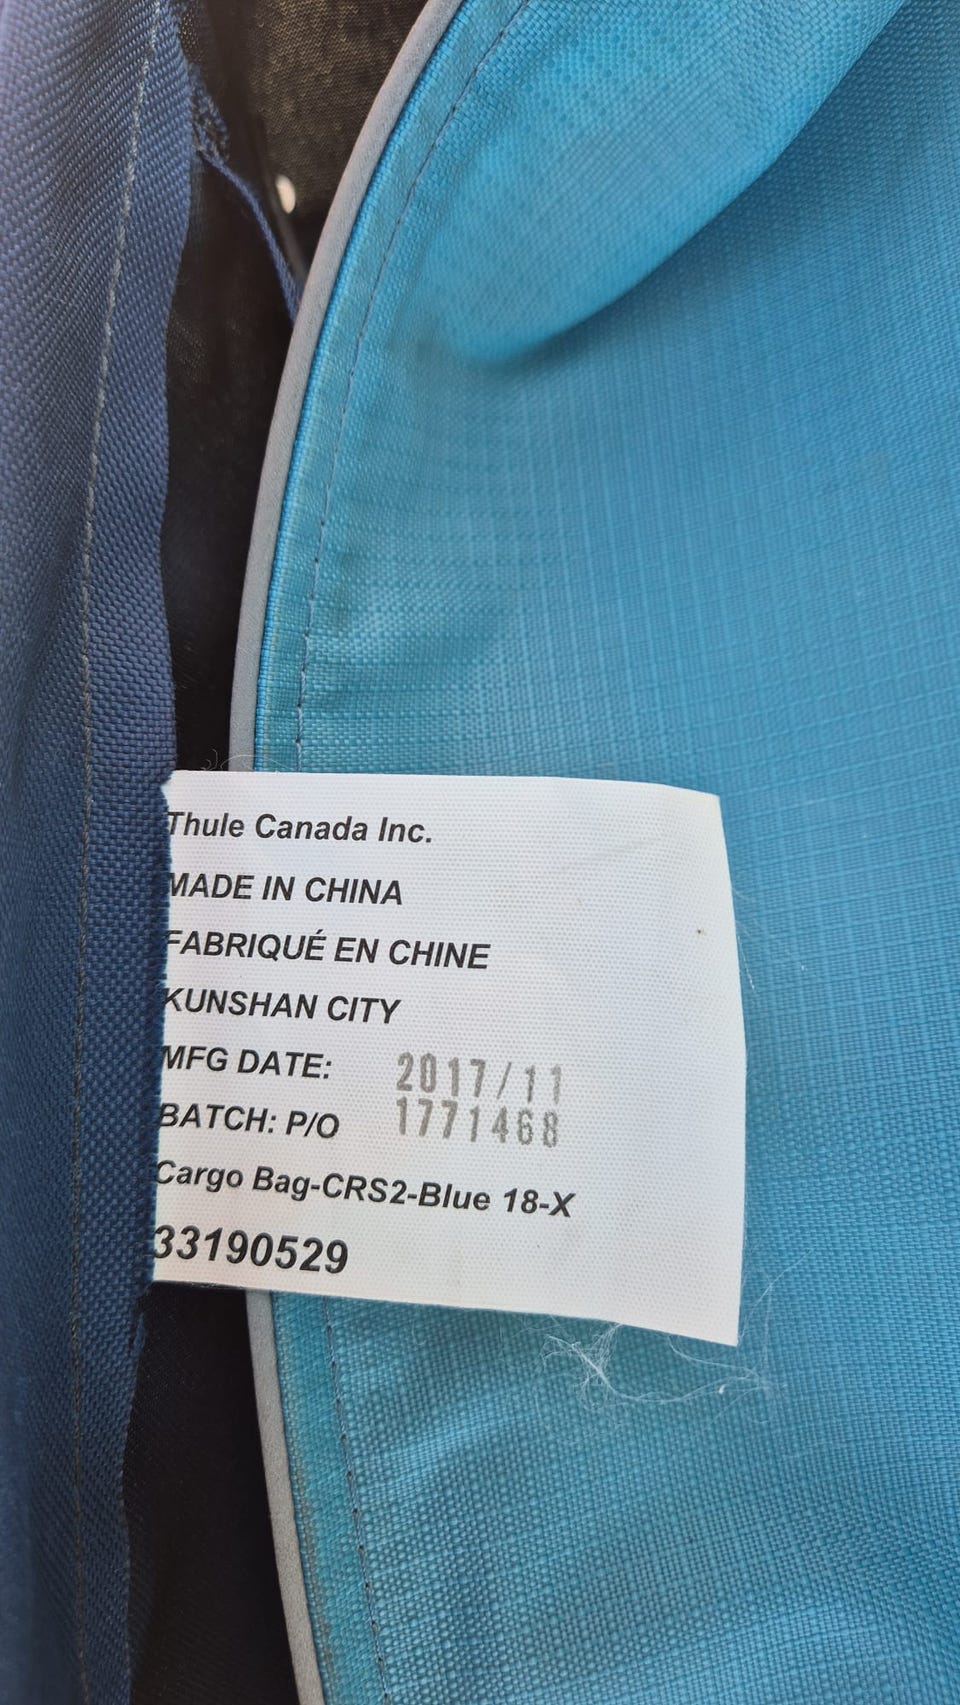 Thule Canada Inc.
MADE IN CHINA
FABRIQUÉ EN CHINE
KUNSHAN CITY
MFG DATE: 2017/11
BATCH: P/O 1771468
Cargo Bag-CRS2-Blue 18-X
33190529